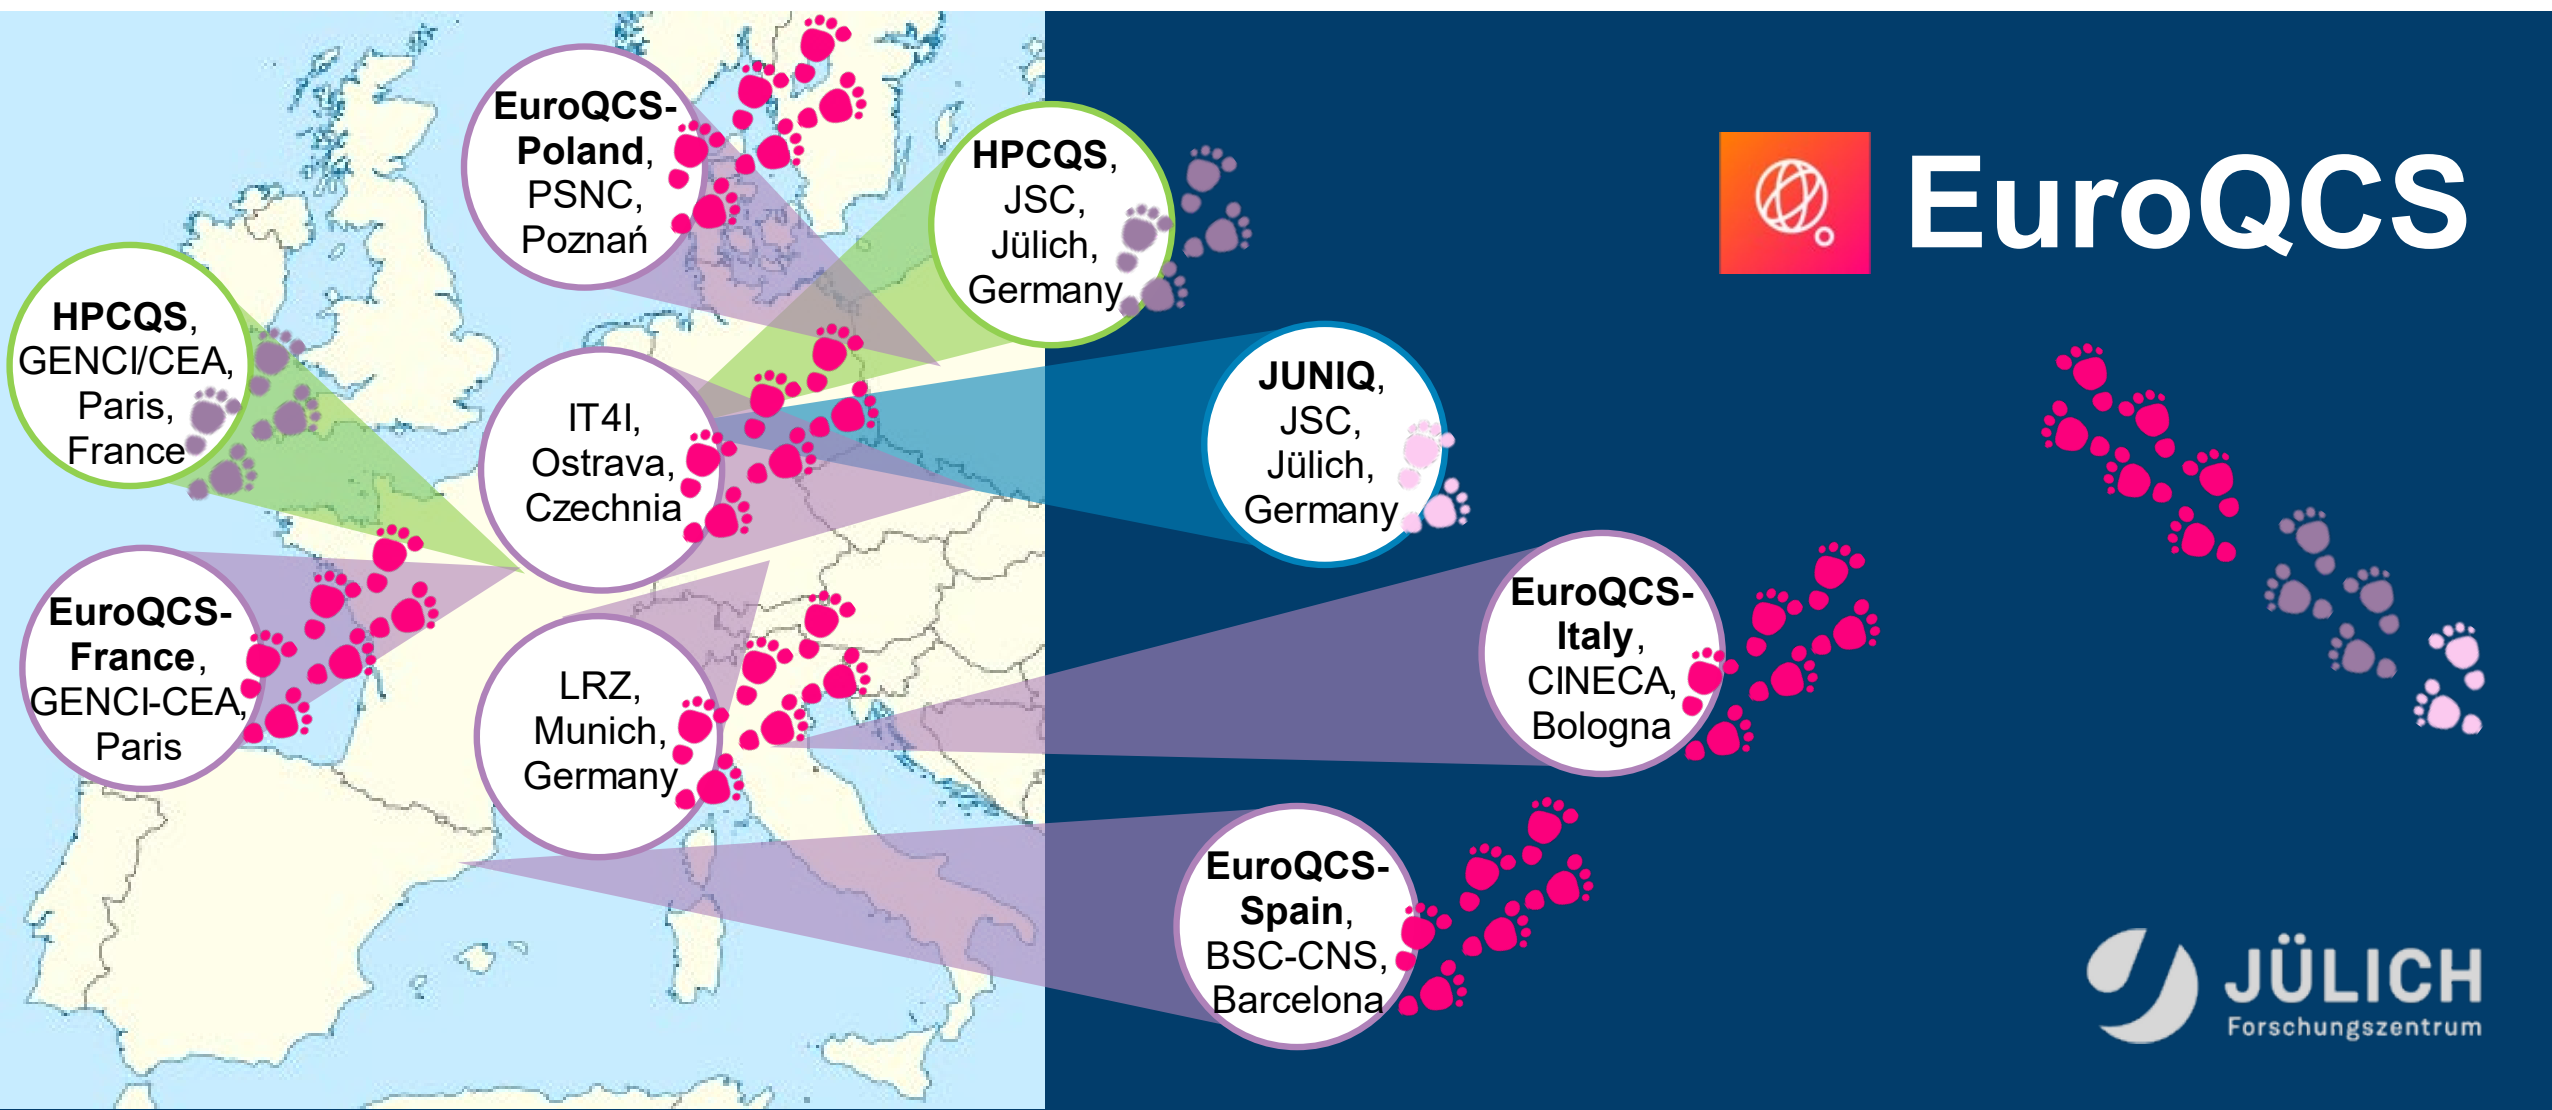 EuroQCS-
Poland,
PSNC,
Poznań
HPCQS,
JSC,
Jülich,
Germany
EuroQCS
HPCQS,
GENCI/CEA,
Paris,
France
IT4I,
Ostrava,
Czechnia
JUNIQ,
JSC,
Jülich,
Germany
EuroQCS-
France,
GENCI-CEA,
Paris
LRZ,
Munich,
Germany
EuroQCS-
Italy,
CINECA,
Bologna
EuroQCS-
Spain,
BSC-CNS,
Barcelona
JÜLICH
Forschungszentrum